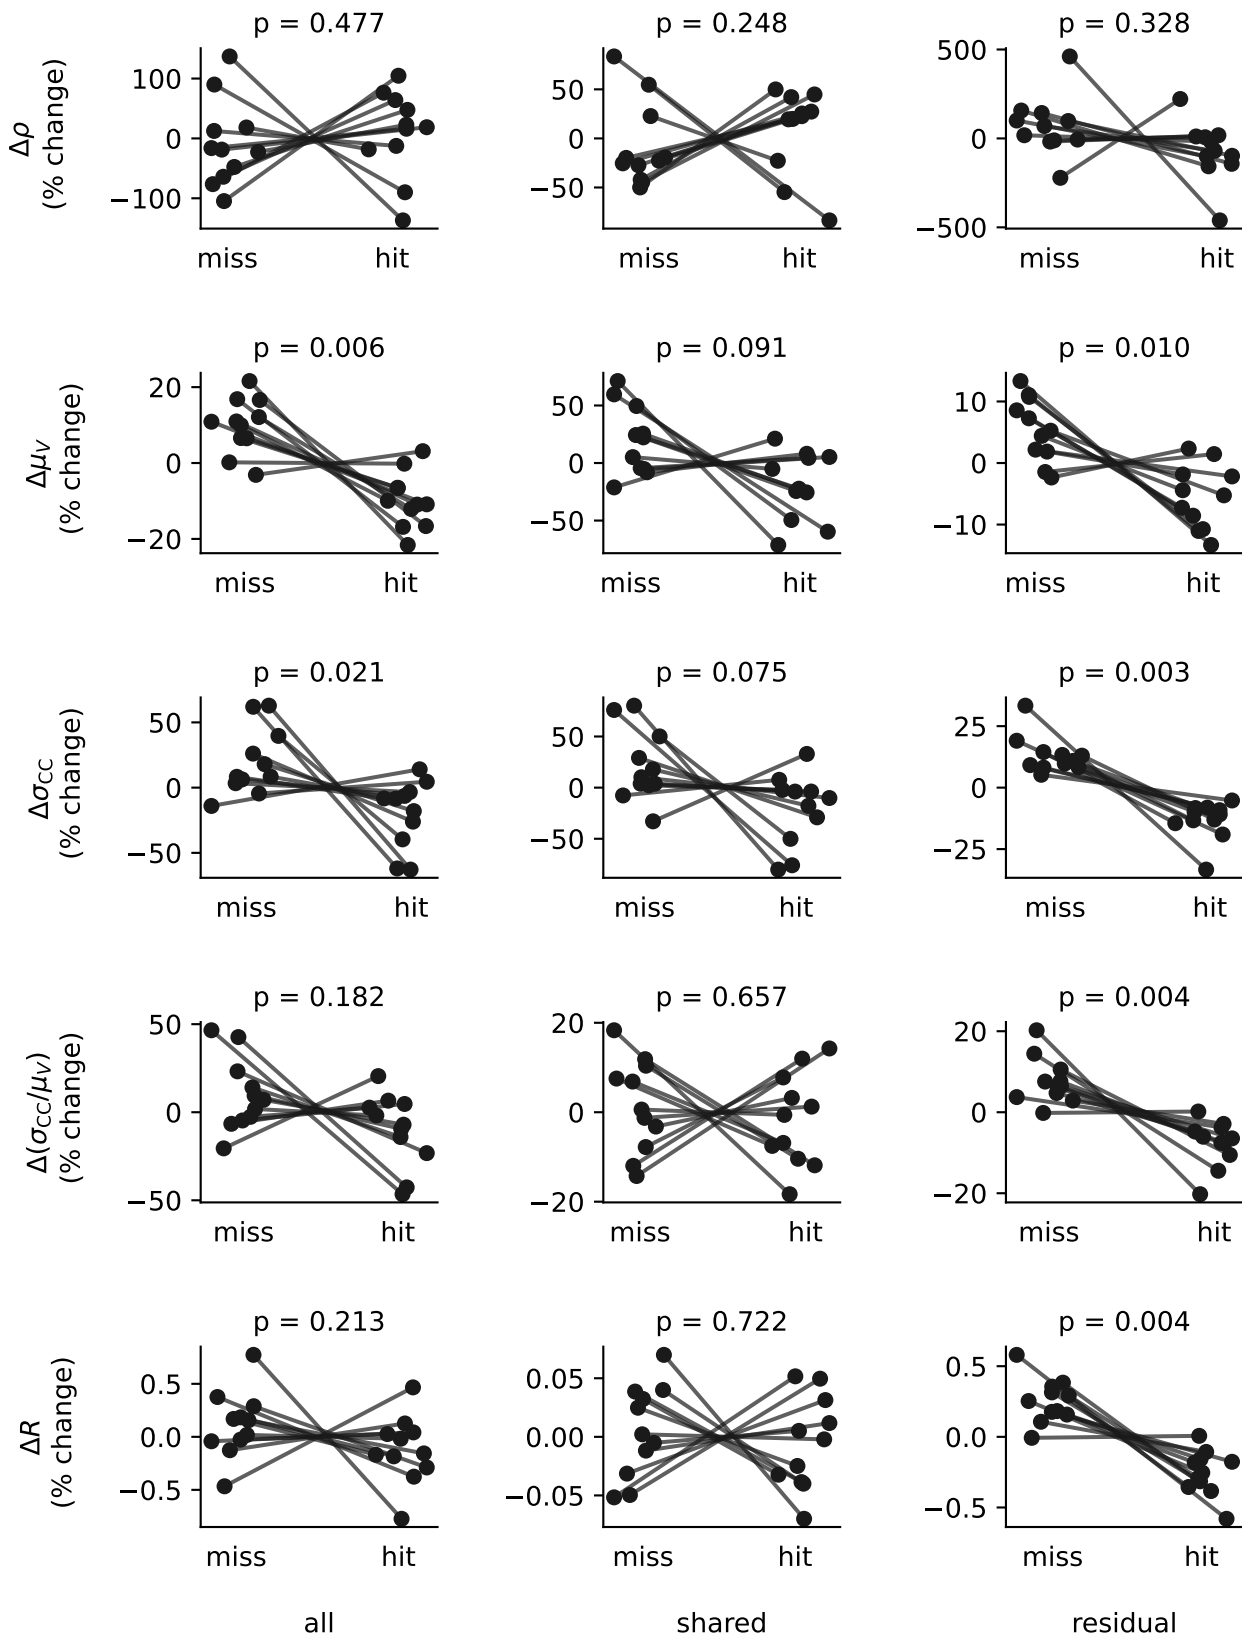 p = 0.477 p = 0.248 p = 0.328
Δρ
(% change)
100
0
−100
50
0
−50
500
0
−500
miss hit miss hit miss hit
p = 0.006 p = 0.091 p = 0.010
Δμ_V
(% change)
20
0
−20
50
0
−50
10
0
−10
miss hit miss hit miss hit
p = 0.021 p = 0.075 p = 0.003
Δσ_CC
(% change)
50
0
−50
50
0
−50
25
0
−25
miss hit miss hit miss hit
p = 0.182 p = 0.657 p = 0.004
Δ(σ_CC/μ_V)
(% change)
50
0
−50
20
0
−20
20
0
−20
miss hit miss hit miss hit
p = 0.213 p = 0.722 p = 0.004
ΔR
(% change)
0.5
0.0
−0.5
0.05
0.00
−0.05
0.5
0.0
−0.5
miss hit miss hit miss hit
all shared residual